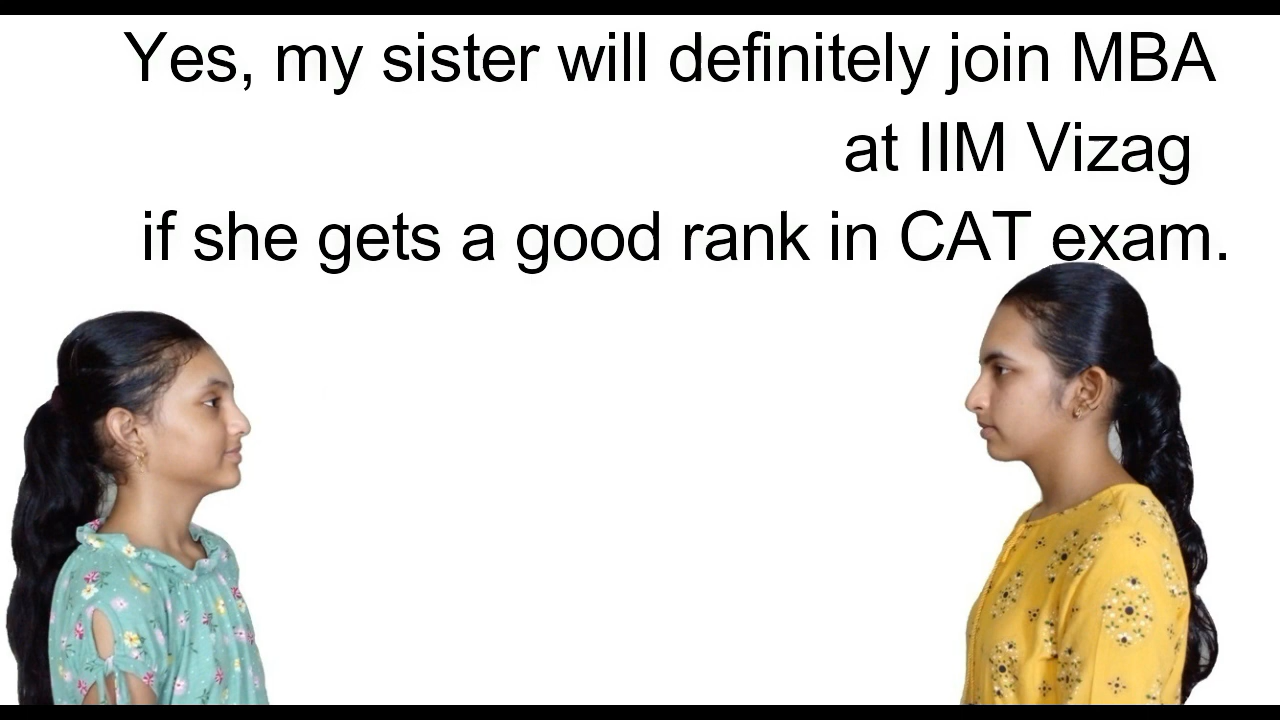 Yes, my sister will definitely join MBA
at IIM Vizag
if she gets a good rank in CAT exam.